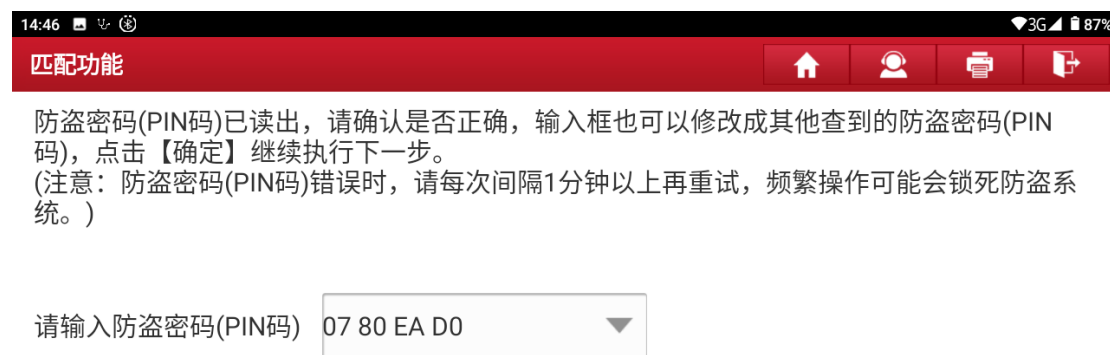 14:46 3G 87%
匹配功能
防盗密码(PIN码)已读出，请确认是否正确，输入框也可以修改成其他查到的防盗密码(PIN
码)，点击【确定】继续执行下一步。
(注意：防盗密码(PIN码)错误时，请每次间隔1分钟以上再重试，频繁操作可能会锁死防盗系
统。)
请输入防盗密码(PIN码) 07 80 EA D0